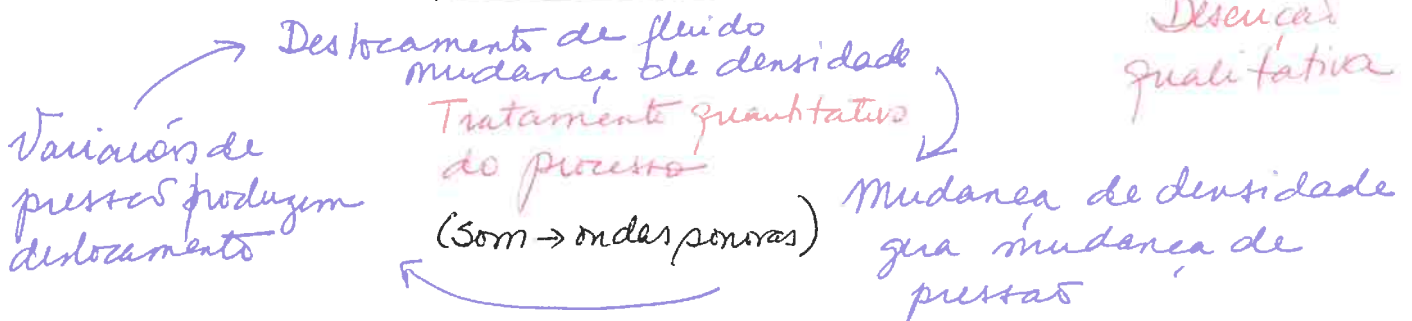 Deslocamento de fluido
mudança de densidade
Discução
qualitativa
Tratamento quantitativo
do processo
Variações de
pressão produzem
deslocamento
(Som → ondas sonoras)
Mudança de densidade
gera mudança de
pressão